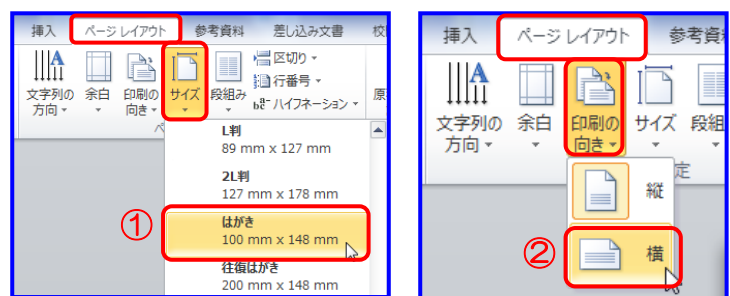 挿入 ページ レイアウト 参考資料 差し込み文書 校
文字列の方向 余白 印刷の向き サイズ 段組み
区切り
行番号
ハイフネーション
原
ペ
L判
89 mm x 127 mm
2L判
127 mm x 178 mm
①
はがき
100 mm x 148 mm
往復はがき
200 mm x 148 mm
挿入 ページ レイアウト 参考資
文字列の方向 余白 印刷の向き サイズ 段組
定
縦
②
横